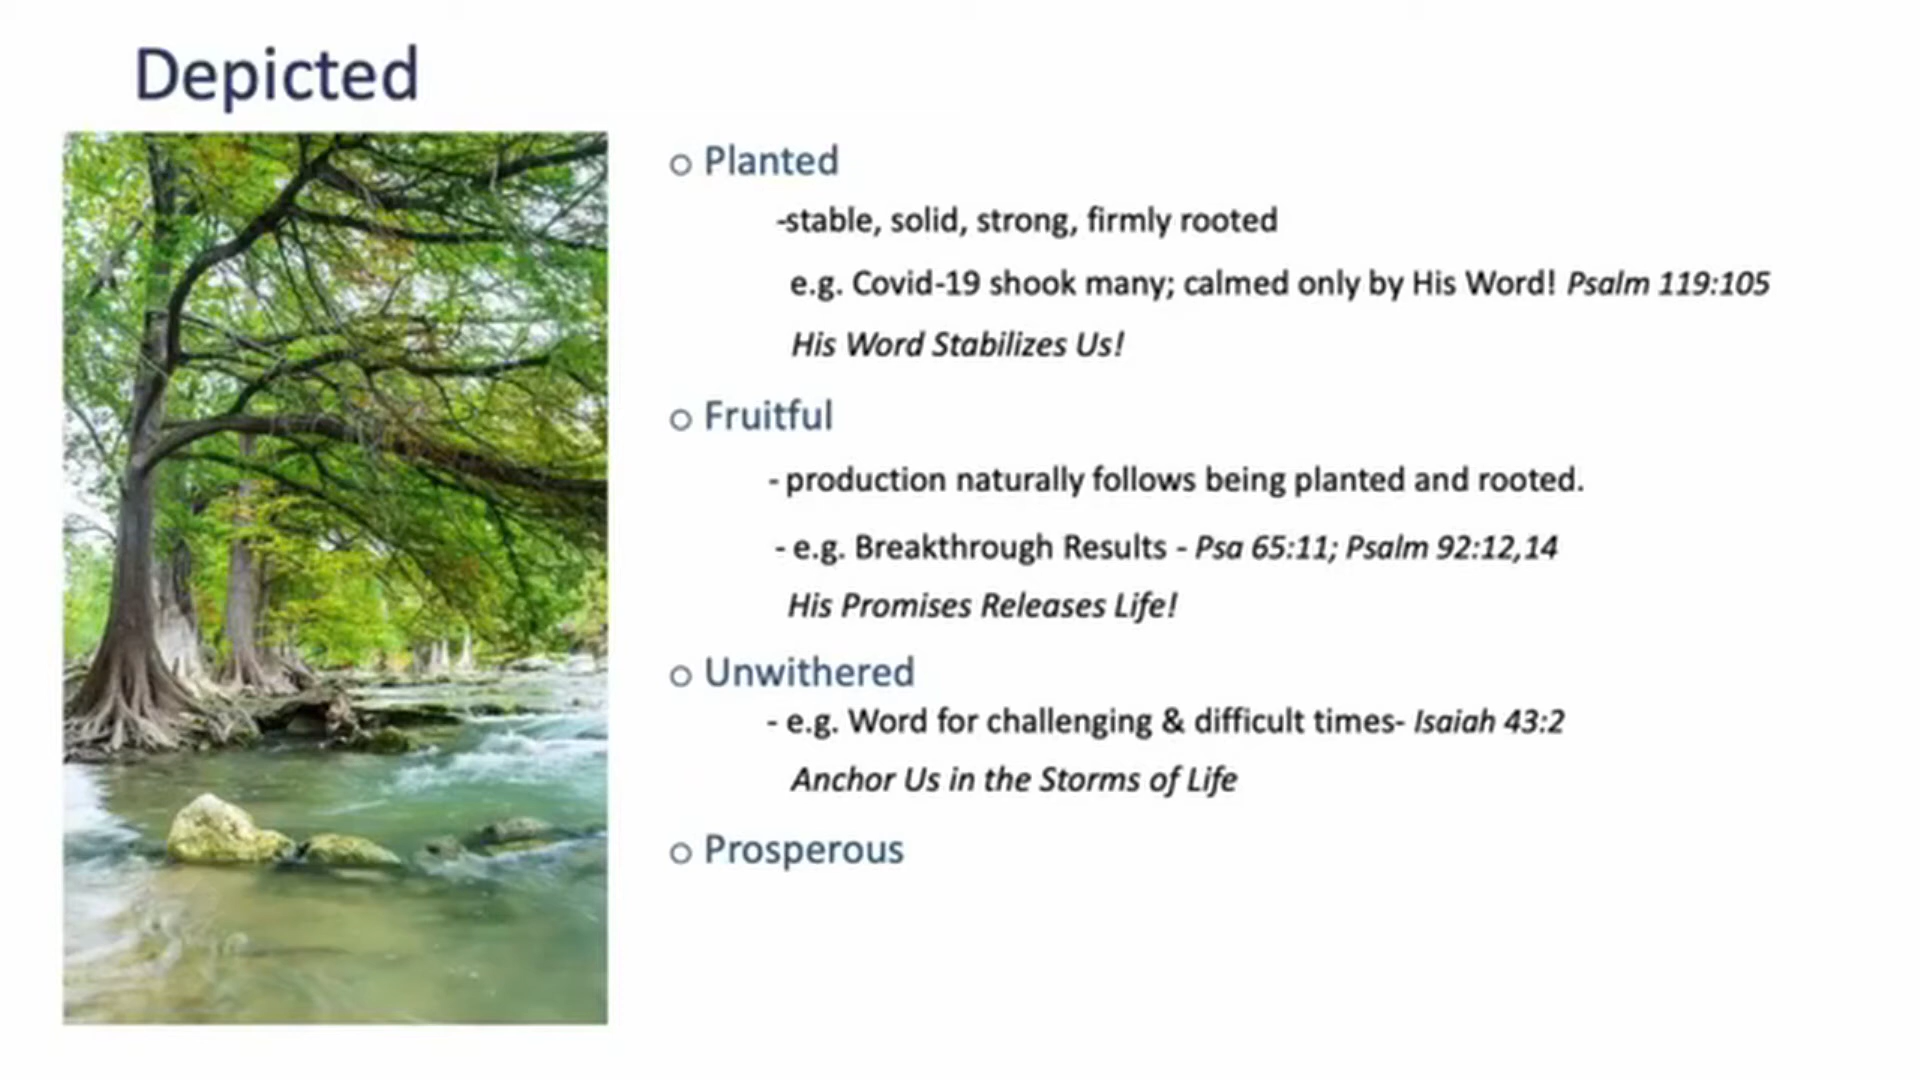 Depicted
○ Planted
-stable, solid, strong, firmly rooted
e.g. Covid-19 shook many; calmed only by His Word! Psalm 119:105
His Word Stabilizes Us!
○ Fruitful
- production naturally follows being planted and rooted.
- e.g. Breakthrough Results - Psa 65:11; Psalm 92:12,14
His Promises Releases Life!
○ Unwithered
- e.g. Word for challenging & difficult times- Isaiah 43:2
Anchor Us in the Storms of Life
○ Prosperous